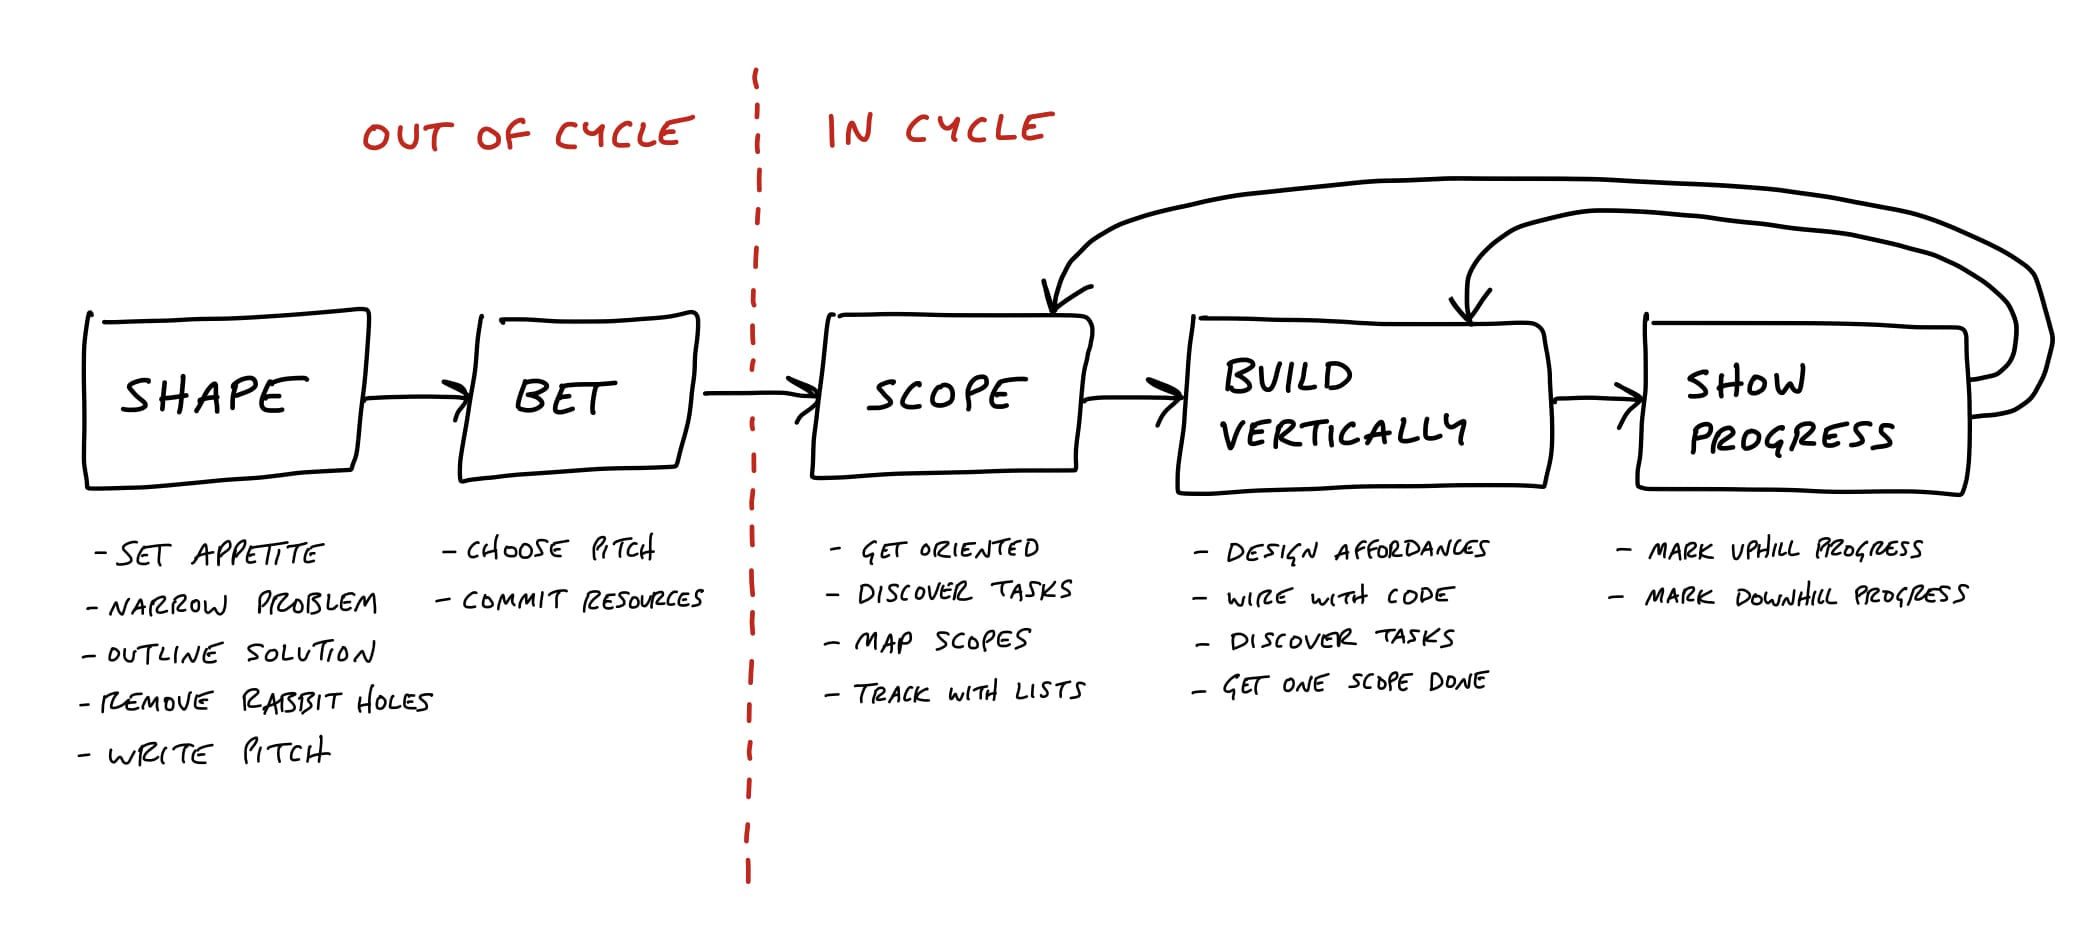 OUT OF CYCLE
IN CYCLE
SHAPE
BET
SCOPE
BUILD
VERTICALLY
SHOW
PROGRESS
- SET APPETITE
- NARROW PROBLEM
- OUTLINE SOLUTION
- REMOVE RABBIT HOLES
- WRITE PITCH
- CHOOSE PITCH
- COMMIT RESOURCES
- GET ORIENTED
- DISCOVER TASKS
- MAP SCOPES
- TRACK WITH LISTS
- DESIGN AFFORDANCES
- WIRE WITH CODE
- DISCOVER TASKS
- GET ONE SCOPE DONE
- MARK UPHILL PROGRESS
- MARK DOWNHILL PROGRESS